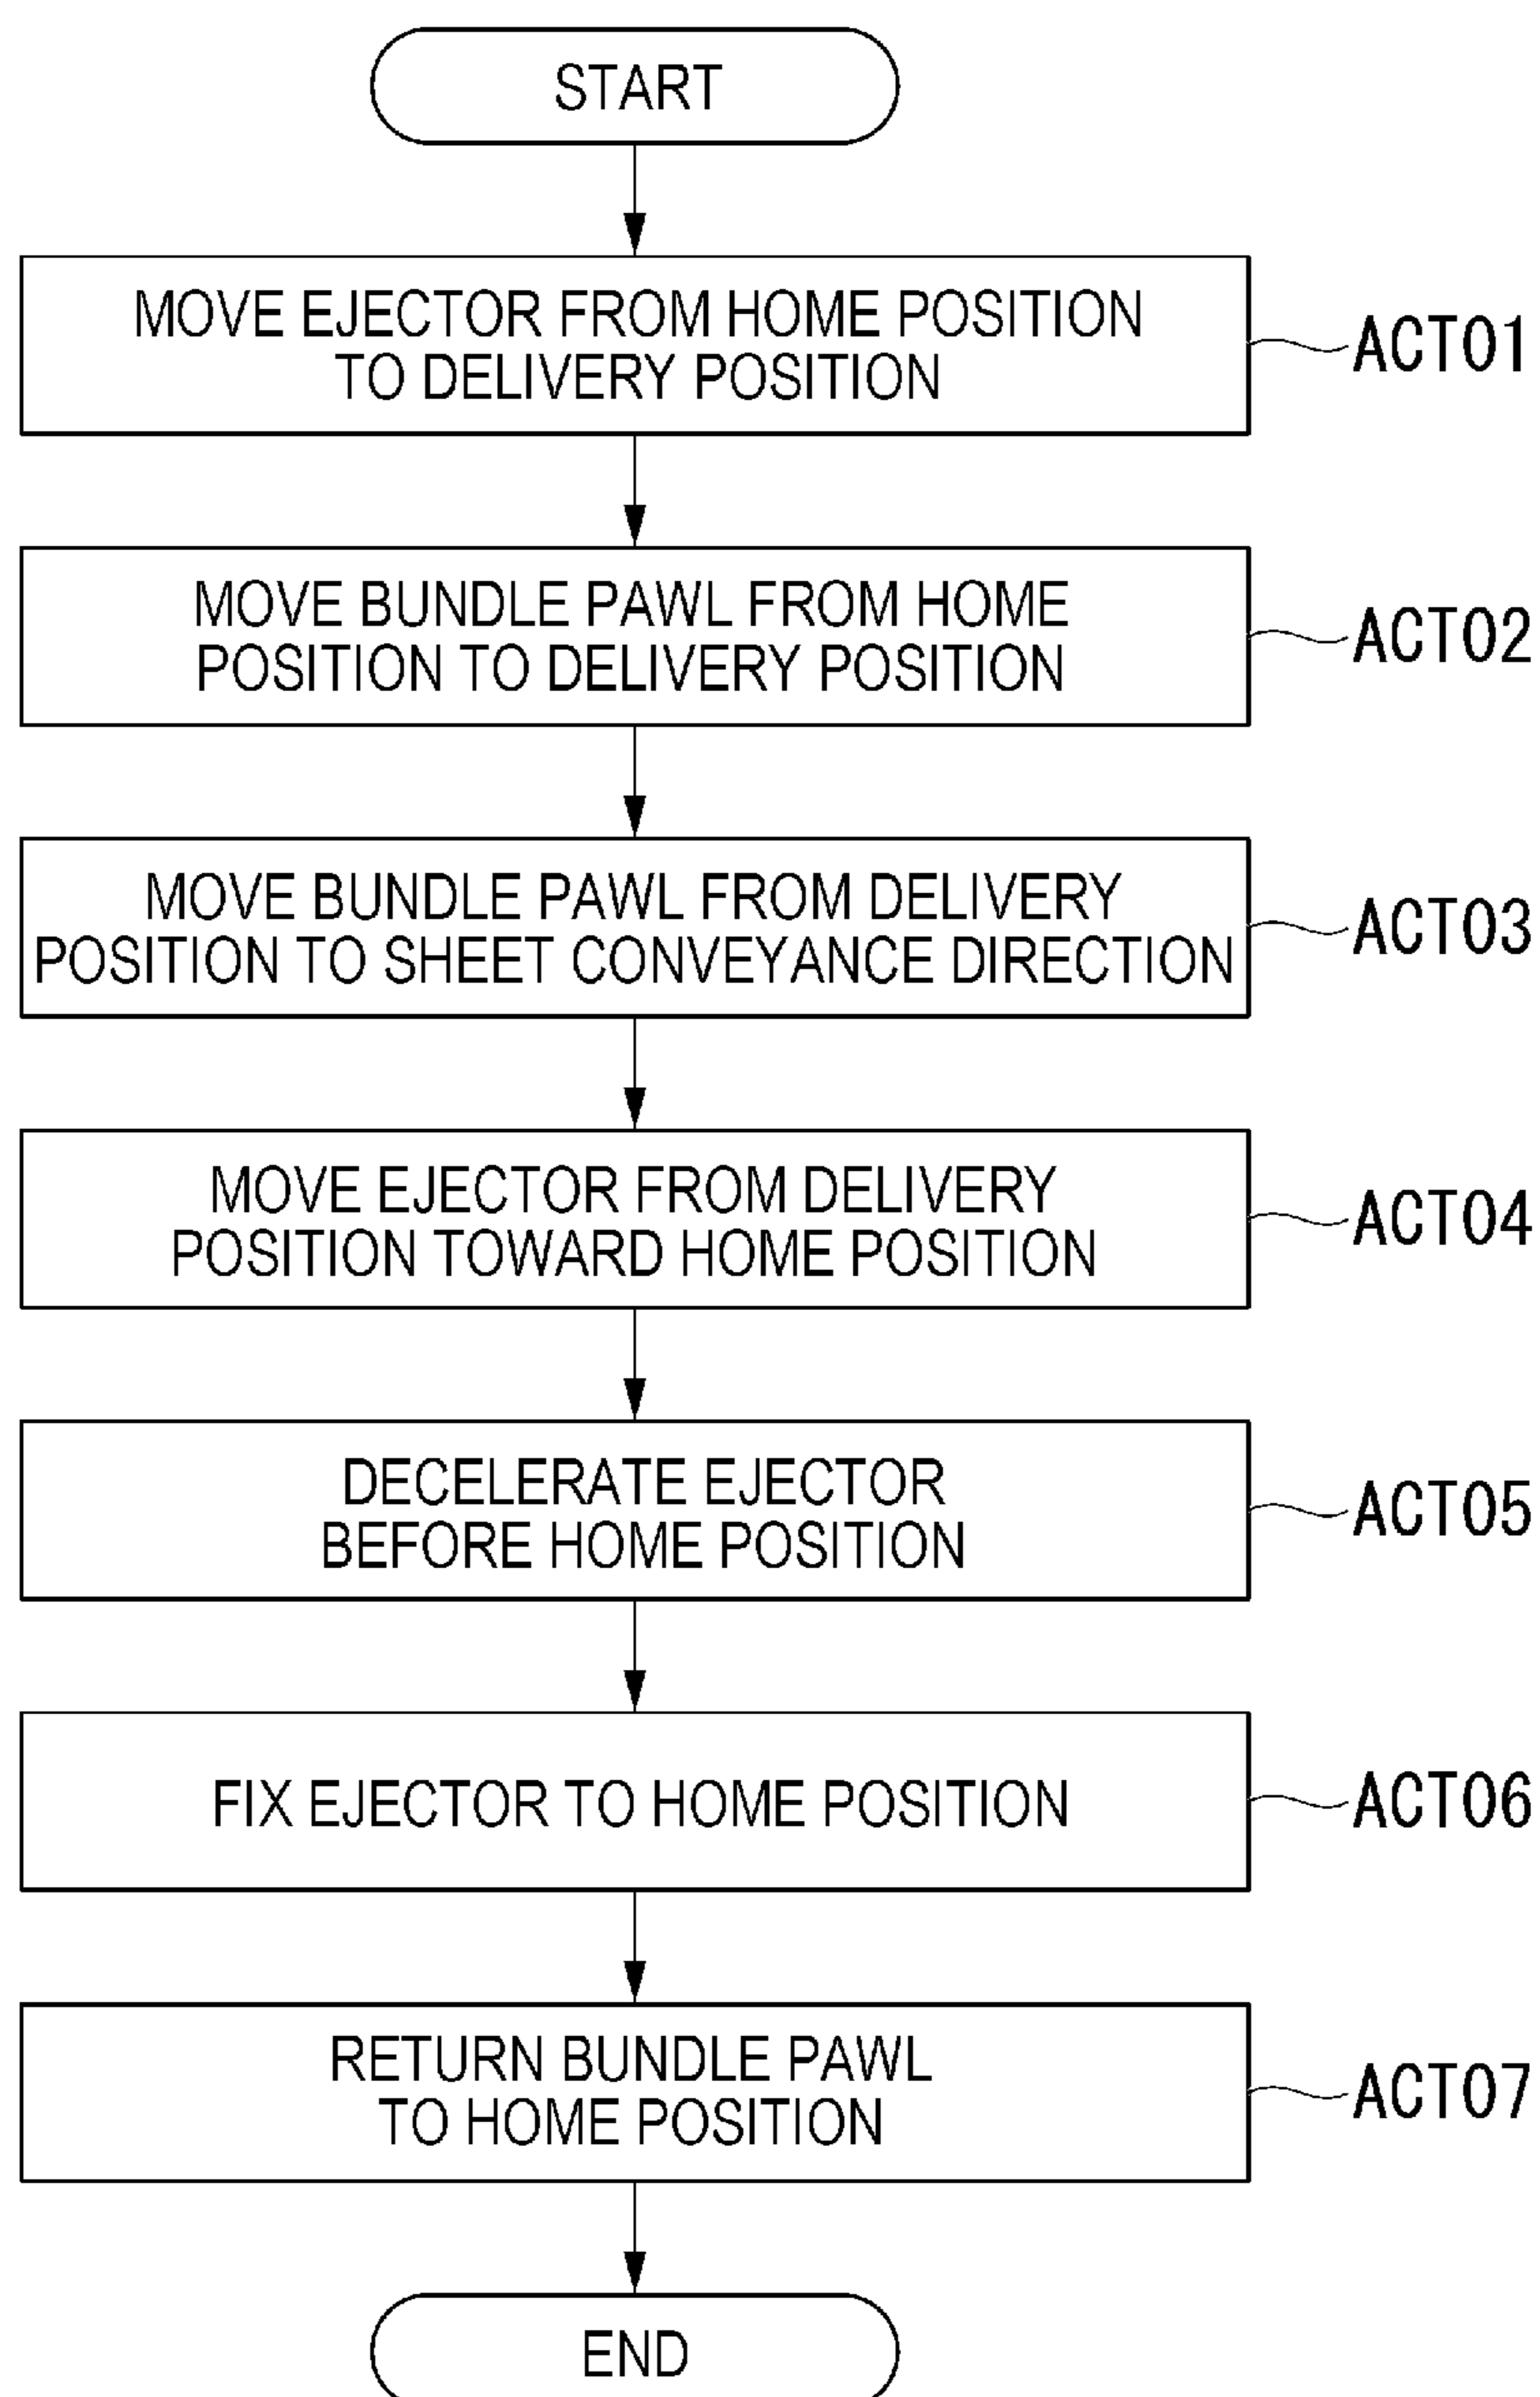 START
MOVE EJECTOR FROM HOME POSITION
TO DELIVERY POSITION
ACT01
MOVE BUNDLE PAWL FROM HOME
POSITION TO DELIVERY POSITION
ACT02
MOVE BUNDLE PAWL FROM DELIVERY
POSITION TO SHEET CONVEYANCE DIRECTION
ACT03
MOVE EJECTOR FROM DELIVERY
POSITION TOWARD HOME POSITION
ACT04
DECELERATE EJECTOR
BEFORE HOME POSITION
ACT05
FIX EJECTOR TO HOME POSITION
ACT06
RETURN BUNDLE PAWL
TO HOME POSITION
ACT07
END